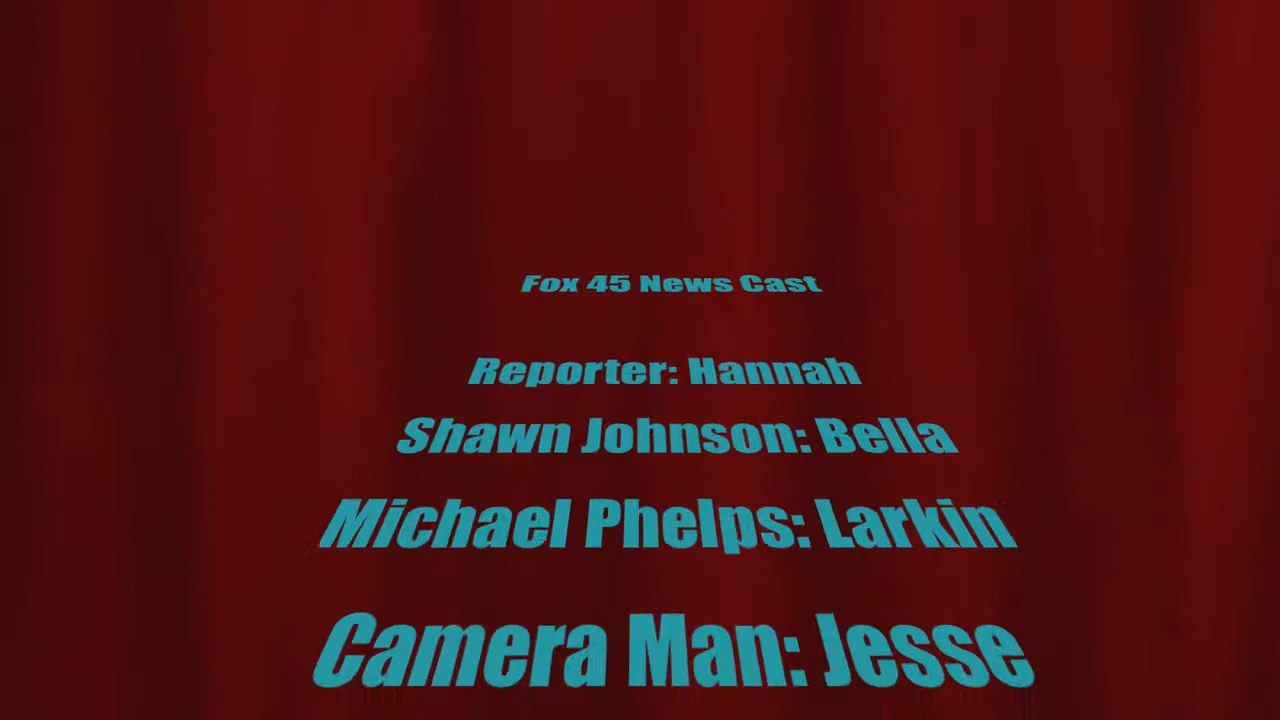 Fox 45 News Cast
Reporter: Hannah
Shawn Johnson: Bella
Michael Phelps: Larkin
Camera Man: Jesse